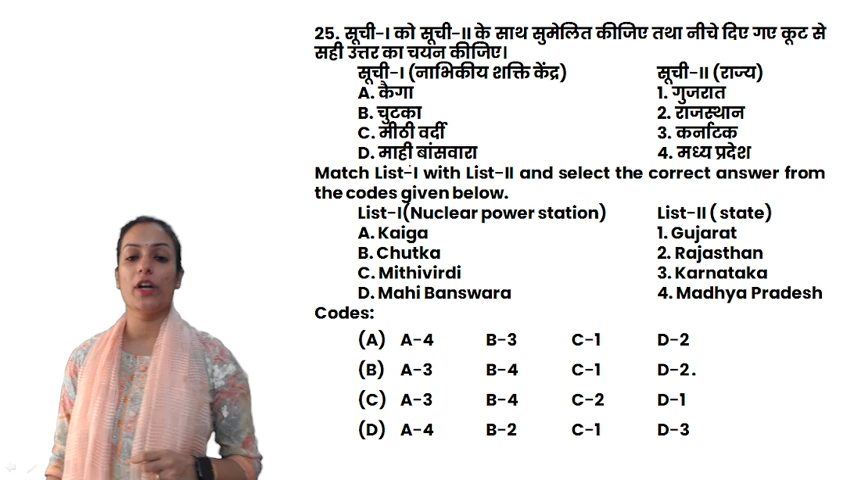 25. सूची-I को सूची-II के साथ सुमेलित कीजिए तथा नीचे दिए गए कूट से
सही उत्तर का चयन कीजिए।
सूची-I (नाभिकीय शक्ति केंद्र) सूची-II (राज्य)
A. कैगा 1. गुजरात
B. चुटका 2. राजस्थान
C. मीठी वर्दी 3. कर्नाटक
D. माही बांसवारा 4. मध्य प्रदेश
Match List-I with List-II and select the correct answer from
the codes given below.
List-I(Nuclear power station) List-II ( state)
A. Kaiga 1. Gujarat
B. Chutka 2. Rajasthan
C. Mithivirdi 3. Karnataka
D. Mahi Banswara 4. Madhya Pradesh
Codes:
(A) A-4 B-3 C-1 D-2
(B) A-3 B-4 C-1 D-2.
(C) A-3 B-4 C-2 D-1
(D) A-4 B-2 C-1 D-3